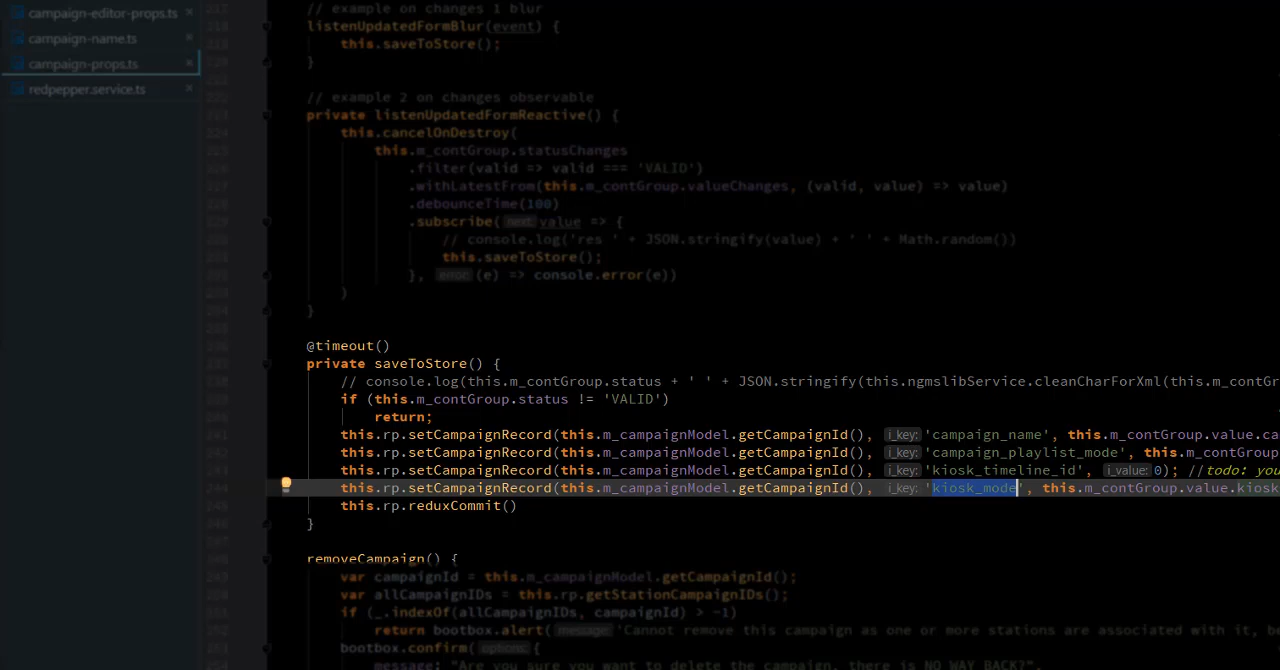 campaign-editor-props.ts ×
campaign-name.ts ×
campaign-props.ts ×
redpepper.service.ts ×
// example on changes 1 blur
listenUpdatedFormBlur(event) {
this.saveToStore();
}
// example 2 on changes observable
private listenUpdatedFormReactive() {
this.cancelOnDestroy(
this.m_contGroup.statusChanges
.filter(valid => valid === 'VALID')
.withLatestFrom(this.m_contGroup.valueChanges, (valid, value) => value)
.debounceTime(100)
.subscribe( next: value => {
// console.log('res ' + JSON.stringify(value) + ' ' + Math.random())
this.saveToStore();
}, error: (e) => console.error(e))
)
}
@timeout()
private saveToStore() {
// console.log(this.m_contGroup.status + ' ' + JSON.stringify(this.ngmslibService.cleanCharForXml(this.m_contGr
if (this.m_contGroup.status != 'VALID')
return;
this.rp.setCampaignRecord(this.m_campaignModel.getCampaignId(), i_key: 'campaign_name', this.m_contGroup.value.ca
this.rp.setCampaignRecord(this.m_campaignModel.getCampaignId(), i_key: 'campaign_playlist_mode', this.m_contGroup
this.rp.setCampaignRecord(this.m_campaignModel.getCampaignId(), i_key: 'kiosk_timeline_id', i_value: 0); //todo: you
this.rp.setCampaignRecord(this.m_campaignModel.getCampaignId(), i_key: 'kiosk_mode', this.m_contGroup.value.kiosk
this.rp.reduxCommit()
}
removeCampaign() {
var campaignId = this.m_campaignModel.getCampaignId();
var allCampaignIDs = this.rp.getStationCampaignIDs();
if (_.indexOf(allCampaignIDs, campaignId) > -1)
return bootbox.alert( message: 'Cannot remove this campaign as one or more stations are associated with it, be
bootbox.confirm( options: {
message: "Are you sure you want to delete the campaign, there is NO WAY BACK?",